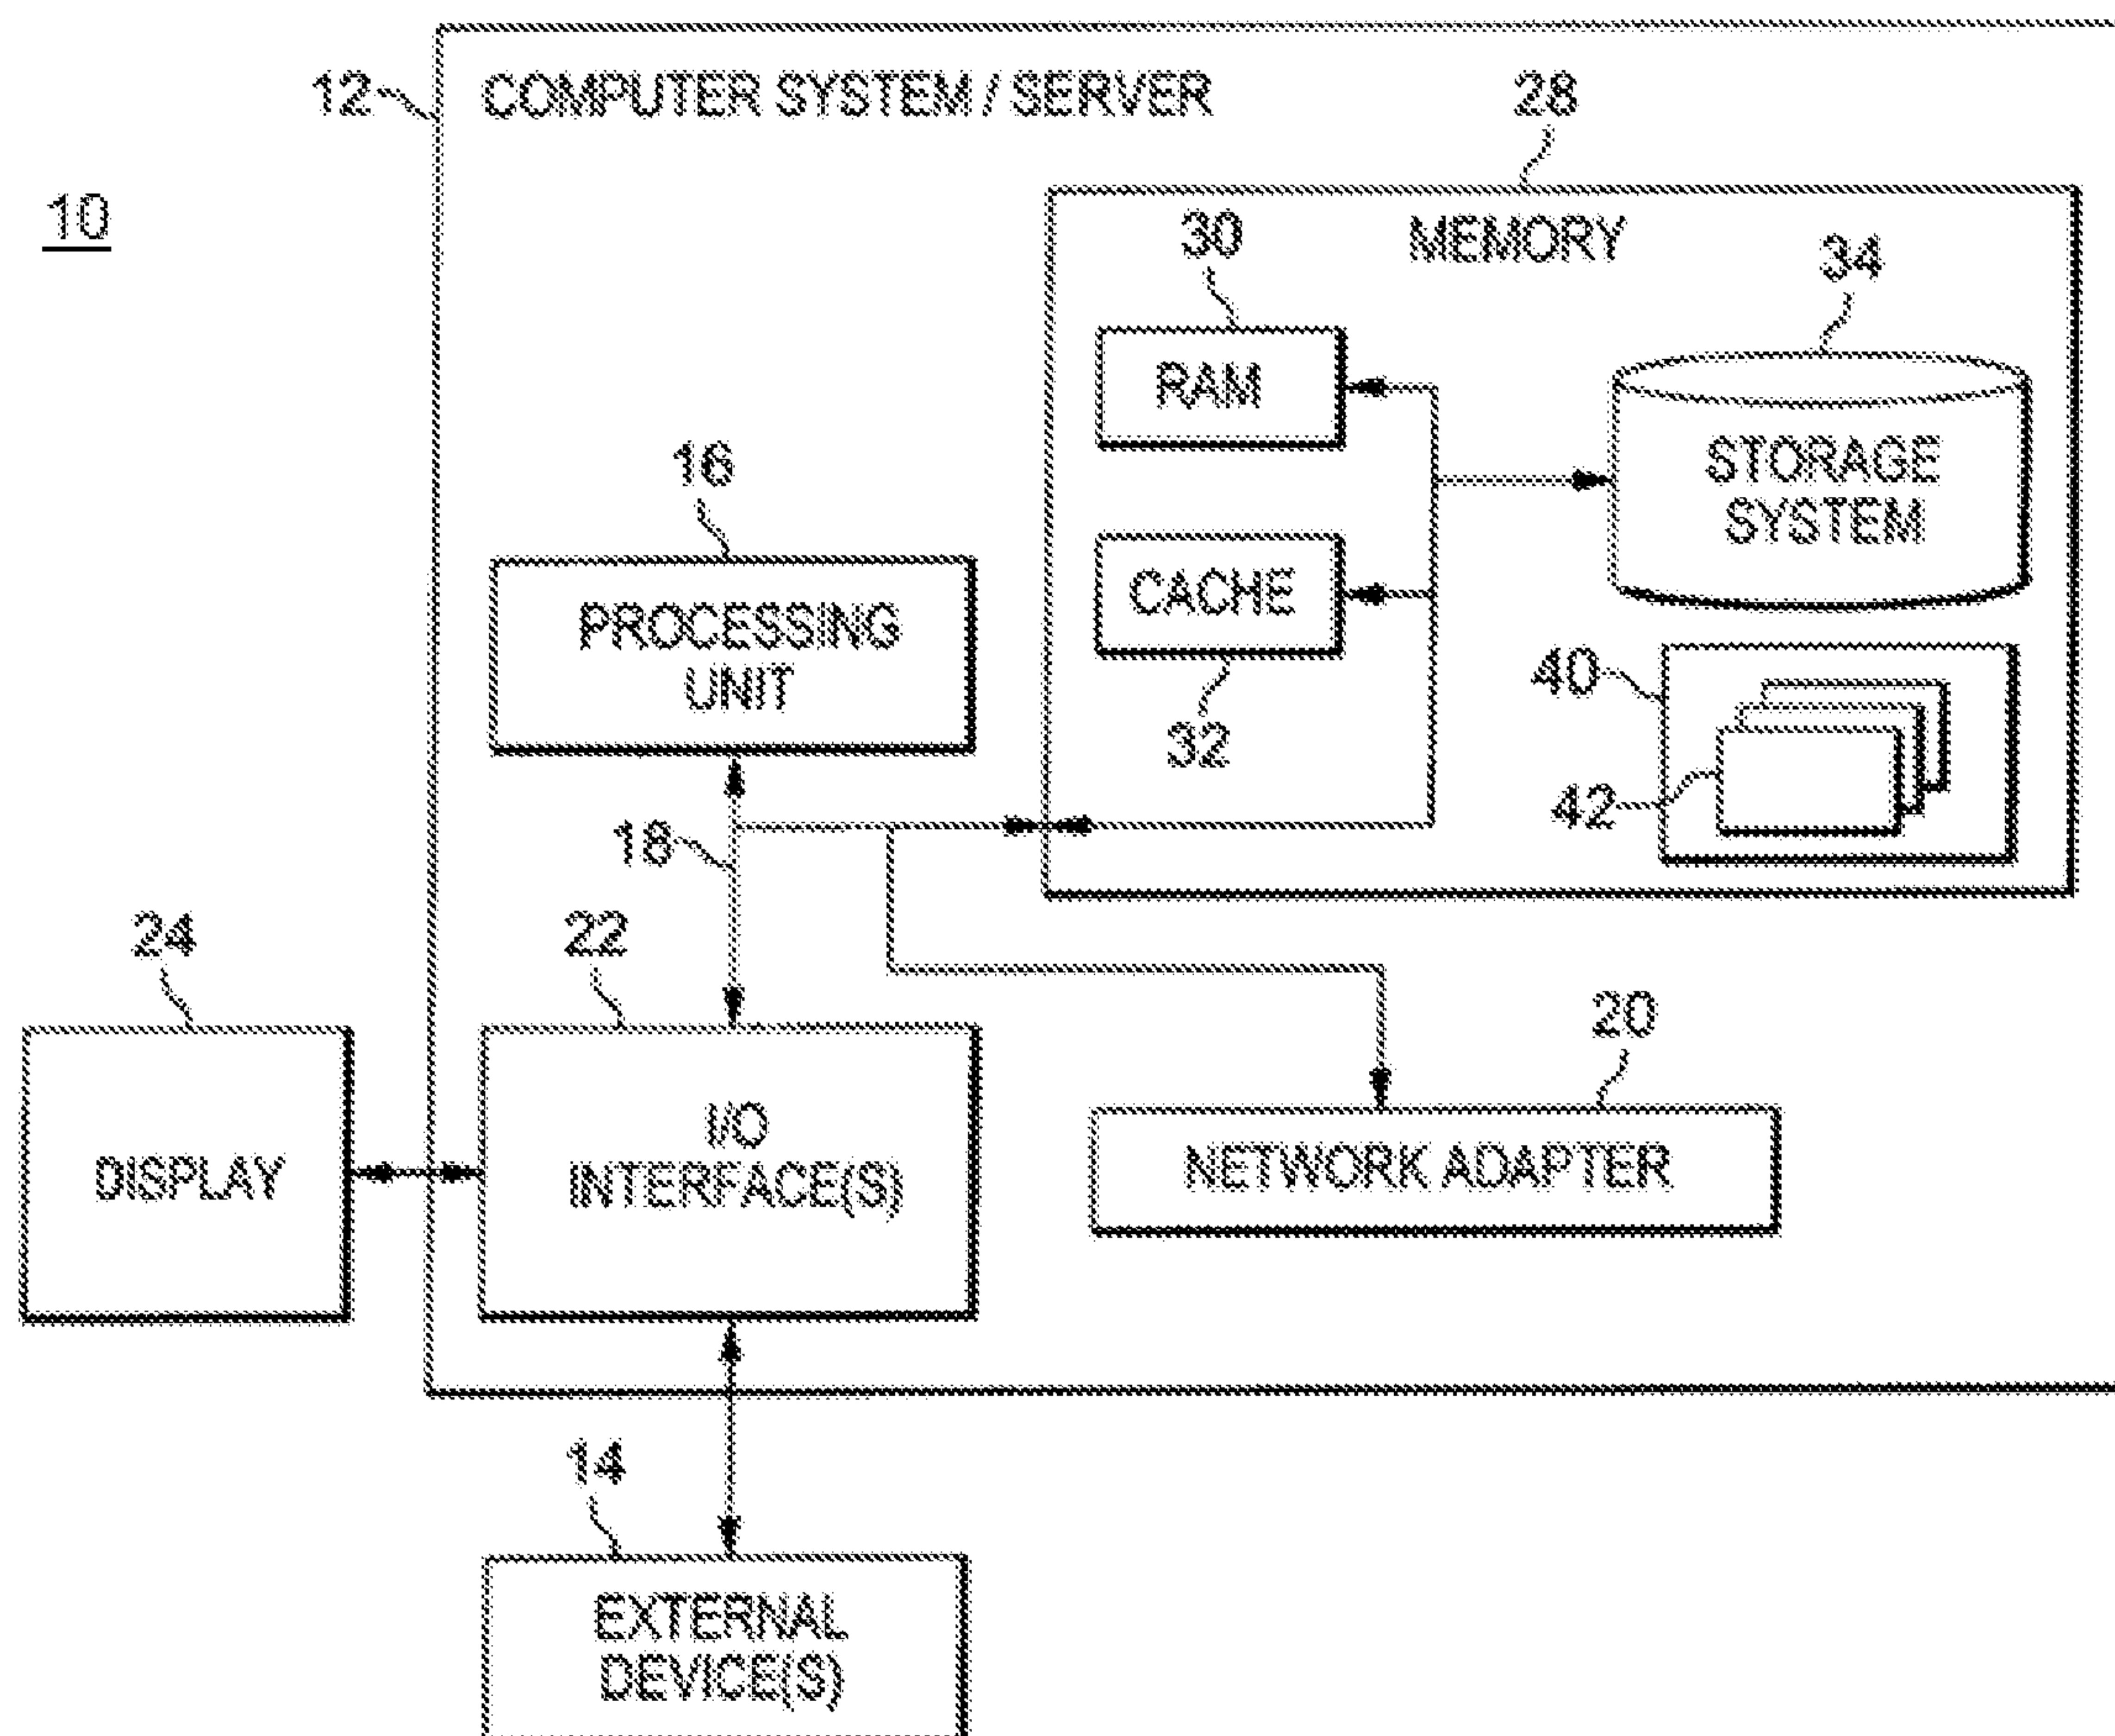 12
COMPUTER SYSTEM / SERVER
28
10
MEMORY
30
34
RAM
STORAGE
SYSTEM
16
PROCESSING
UNIT
CACHE
32
40
42
18
24
22
20
DISPLAY
I/O
INTERFACE(S)
NETWORK ADAPTER
14
EXTERNAL
DEVICE(S)